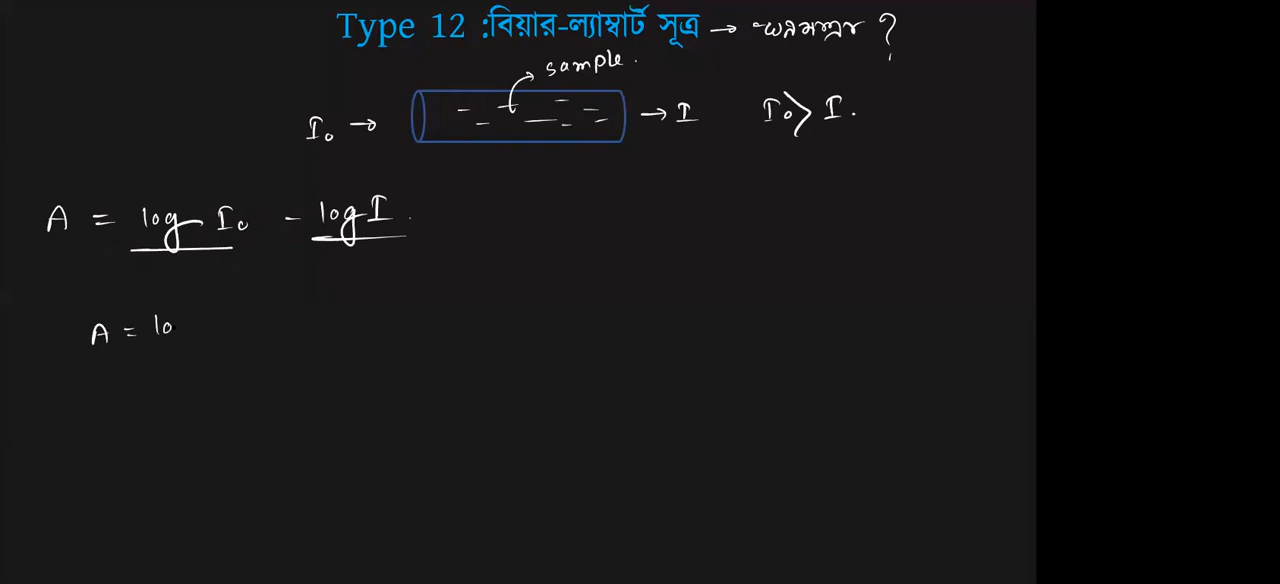 Type 12 :বিয়ার-ল্যাম্বার্ট সূত্র → ?
sample.
I₀ → → I I₀ > I.
A = log I₀ - log I.
A = lo